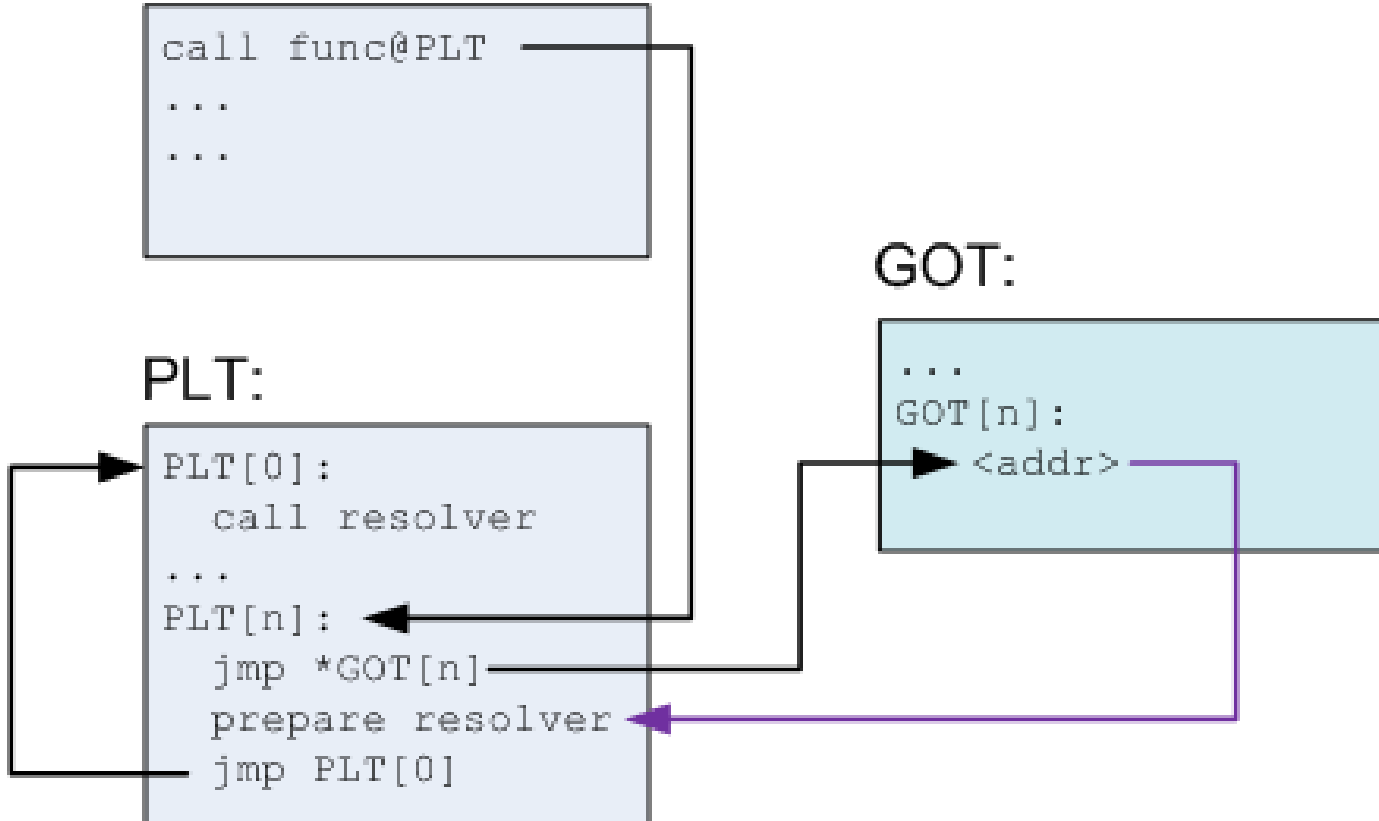 call func@PLT
...
...
PLT:
PLT[0]:
call resolver
...
PLT[n]:
jmp *GOT[n]
prepare resolver
jmp PLT[0]
GOT:
...
GOT[n]:
<addr>